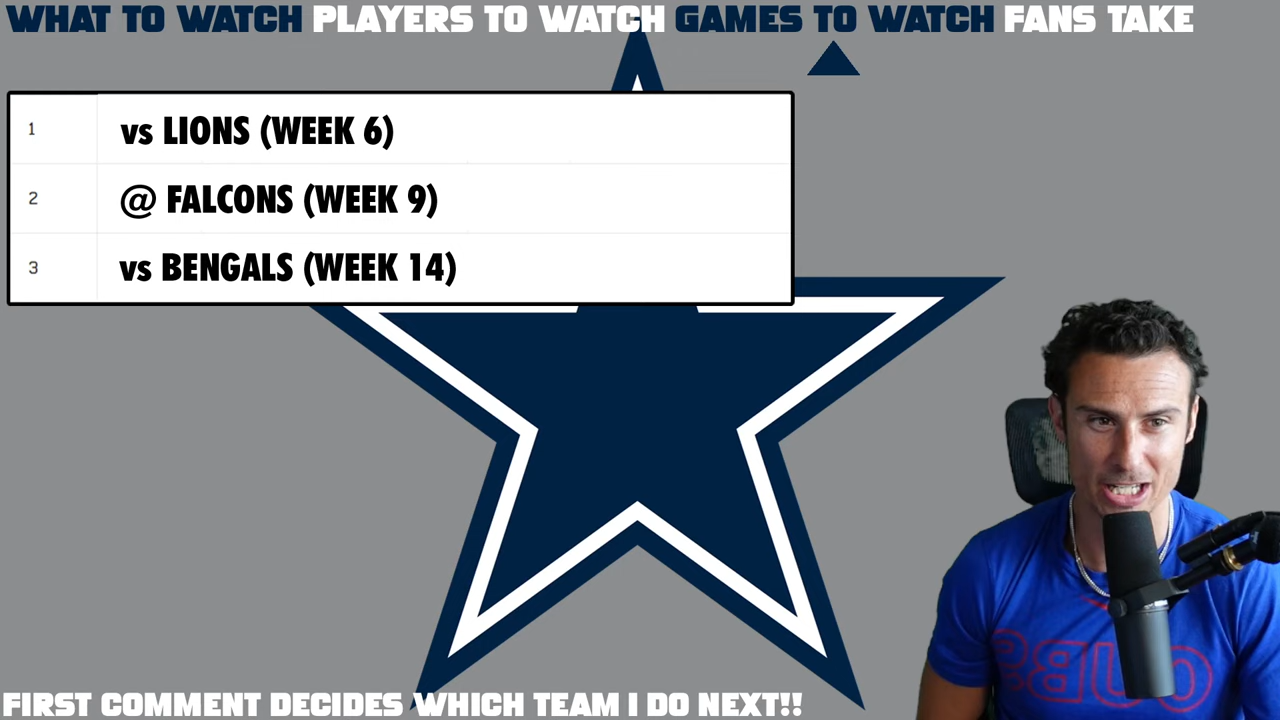 WHAT TO WATCH PLAYERS TO WATCH GAMES TO WATCH FANS TAKE
1 vs LIONS (WEEK 6)
2 @ FALCONS (WEEK 9)
3 vs BENGALS (WEEK 14)
CUBS
FIRST COMMENT DECIDES WHICH TEAM I DO NEXT!!